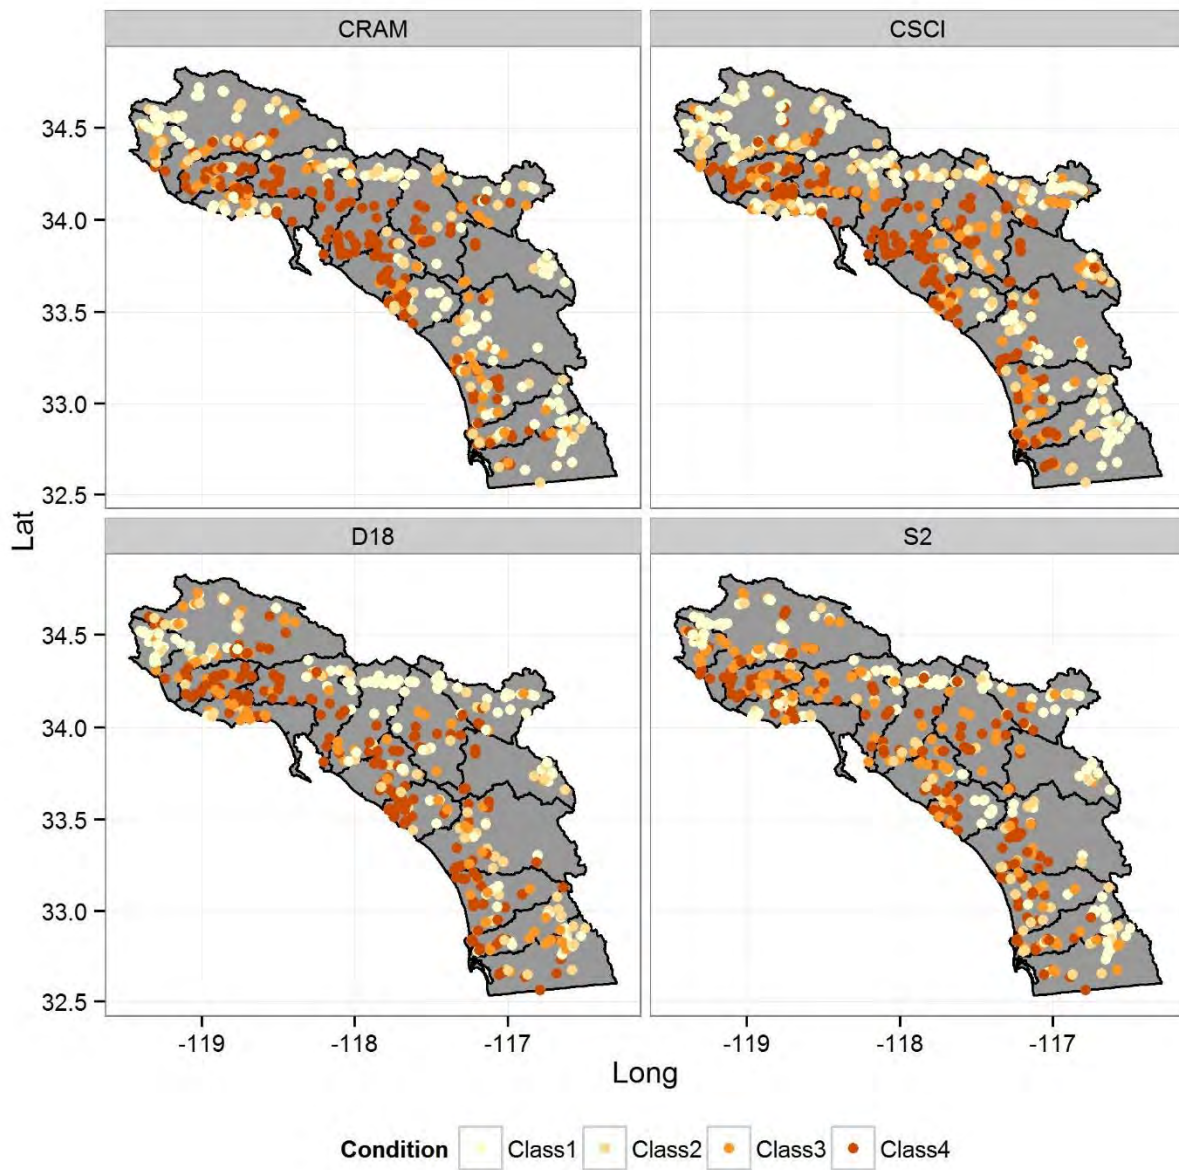 CRAM CSCI
34.5
34.0
33.5
33.0
32.5
Lat
D18 S2
34.5
34.0
33.5
33.0
32.5
-119 -118 -117 -119 -118 -117
Long
Condition Class1 Class2 Class3 Class4